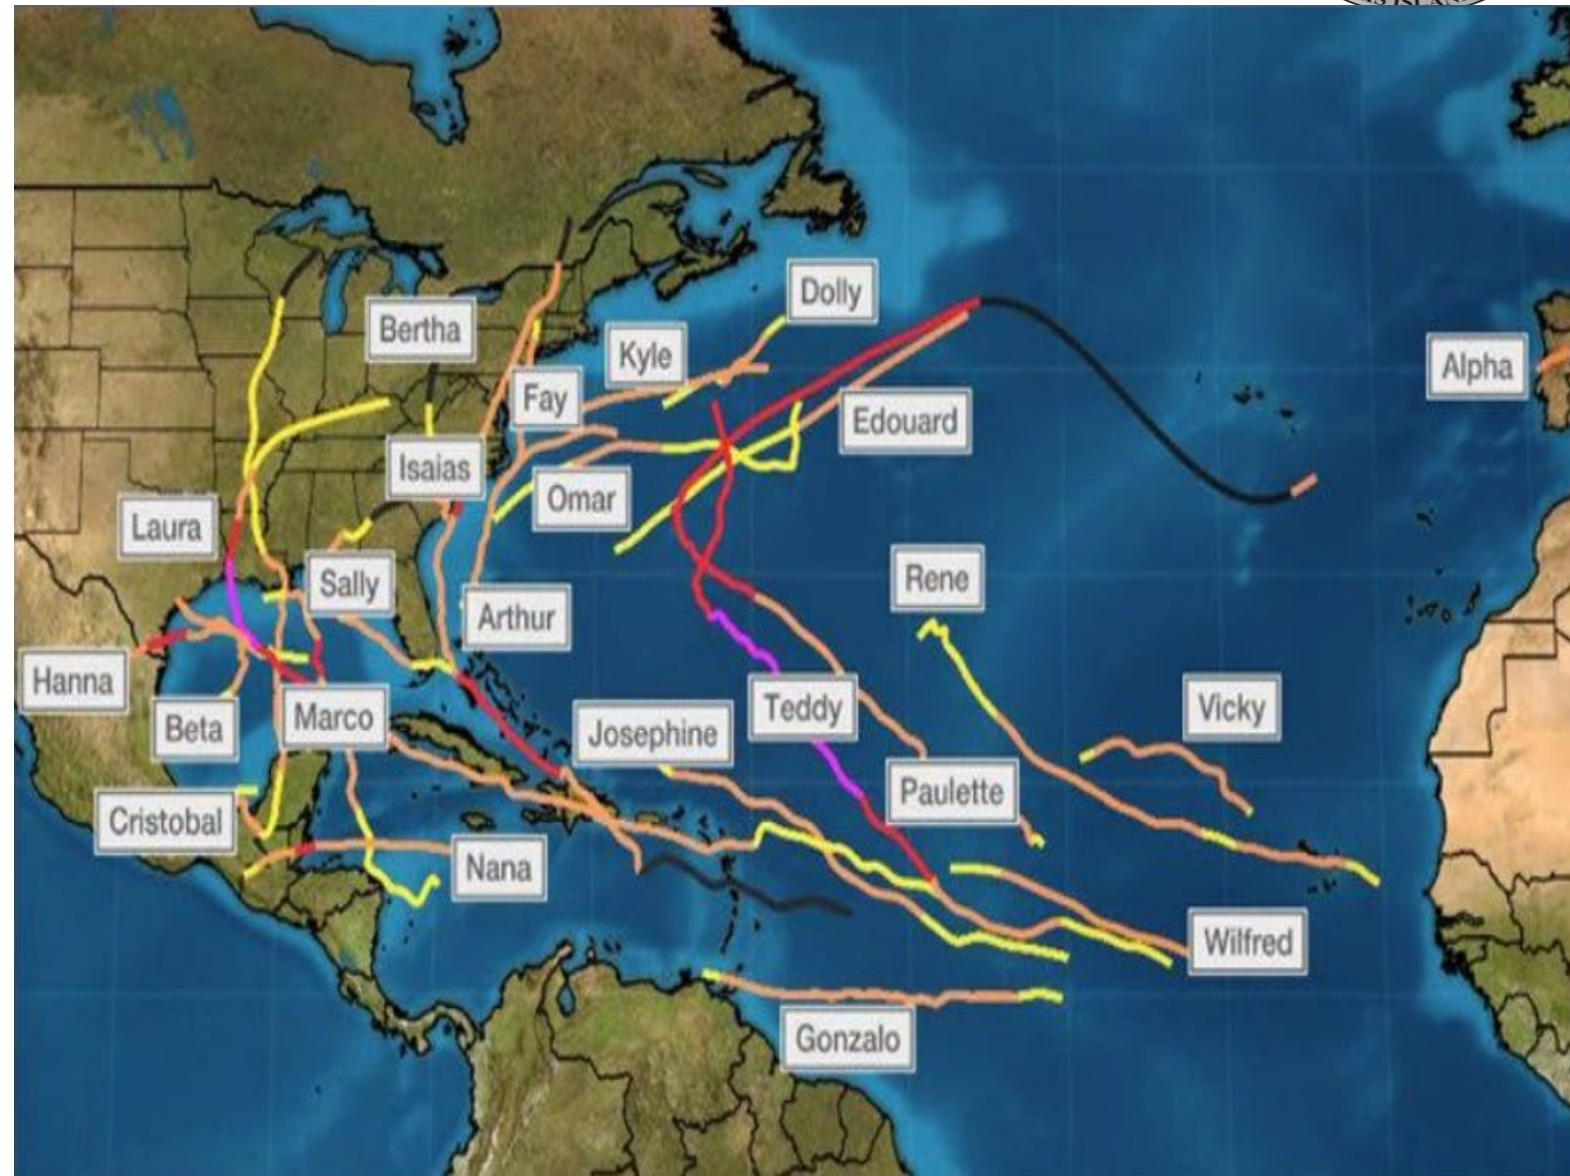 Dolly
Bertha
Kyle
Alpha
Fay
Edouard
Isaias
Omar
Laura
Rene
Sally
Arthur
Hanna
Teddy
Vicky
Beta
Marco
Josephine
Paulette
Cristobal
Nana
Wilfred
Gonzalo